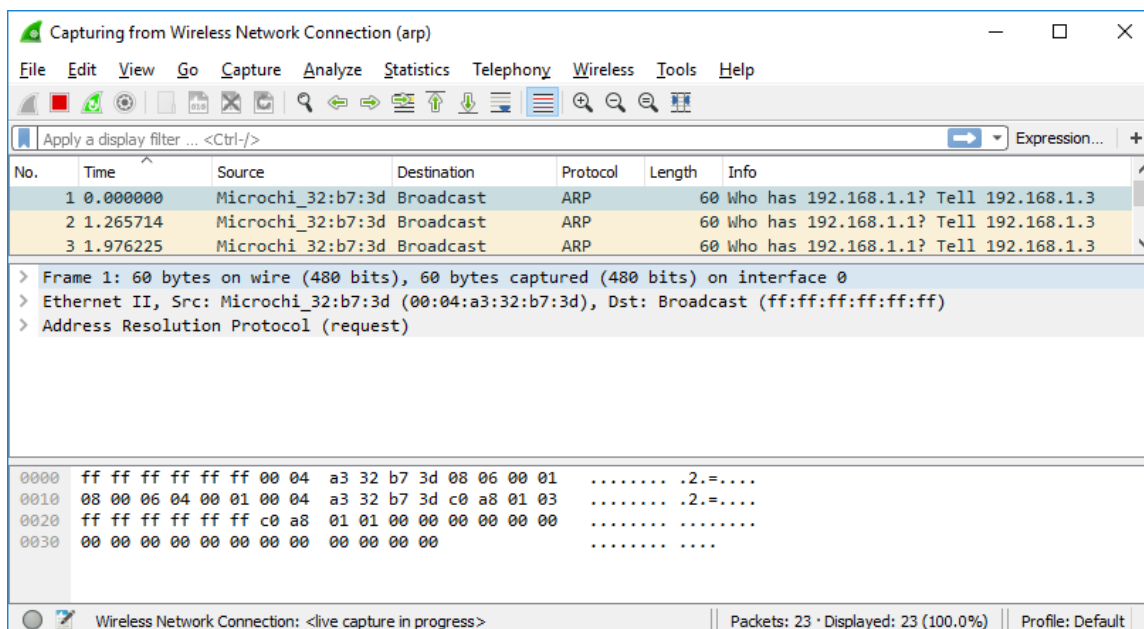 Capturing from Wireless Network Connection (arp)
File Edit View Go Capture Analyze Statistics Telephony Wireless Tools Help
Apply a display filter ... <Ctrl-/> Expression... +
No. Time Source Destination Protocol Length Info
1 0.000000 Microchi_32:b7:3d Broadcast ARP 60 Who has 192.168.1.1? Tell 192.168.1.3
2 1.265714 Microchi_32:b7:3d Broadcast ARP 60 Who has 192.168.1.1? Tell 192.168.1.3
3 1.976225 Microchi_32:b7:3d Broadcast ARP 60 Who has 192.168.1.1? Tell 192.168.1.3
> Frame 1: 60 bytes on wire (480 bits), 60 bytes captured (480 bits) on interface 0
> Ethernet II, Src: Microchi_32:b7:3d (00:04:a3:32:b7:3d), Dst: Broadcast (ff:ff:ff:ff:ff:ff)
> Address Resolution Protocol (request)
0000 ff ff ff ff ff ff 00 04 a3 32 b7 3d 08 06 00 01 ........ .2.=....
0010 08 00 06 04 00 01 00 04 a3 32 b7 3d c0 a8 01 03 ........ .2.=....
0020 ff ff ff ff ff ff c0 a8 01 01 00 00 00 00 00 00 ........ ........
0030 00 00 00 00 00 00 00 00 00 00 00 00 ........ ....
Wireless Network Connection: <live capture in progress> Packets: 23 · Displayed: 23 (100.0%) Profile: Default